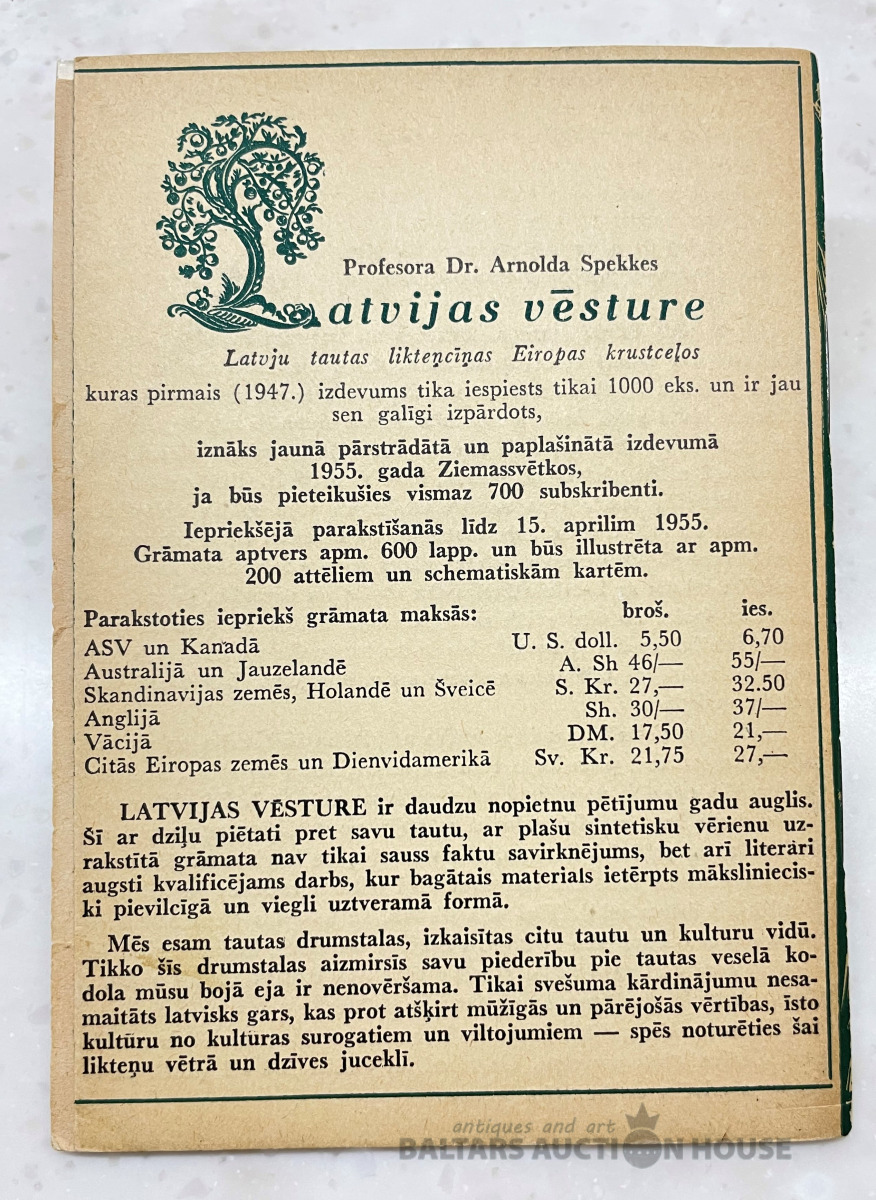 Profesora Dr. Arnolda Spekkes
Latvijas vēsture
Latvju tautas likteņcīņas Eiropas krustceļos
kuras pirmais (1947.) izdevums tika iespiests tikai 1000 eks. un ir jau
sen galīgi izpārdots,
iznāks jaunā pārstrādātā un paplašinātā izdevumā
1955. gada Ziemassvētkos,
ja būs pieteikušies vismaz 700 subskribenti.
Iepriekšējā parakstīšanās līdz 15. aprilim 1955.
Grāmata aptvers apm. 600 lapp. un būs illustrēta ar apm.
200 attēliem un schematiskām kartēm.
Parakstoties iepriekš grāmata maksās: broš. ies.
ASV un Kanadā U. S. doll. 5,50 6,70
Australijā un Jauzelandē A. Sh 46/— 55/—
Skandinavijas zemēs, Holandē un Šveicē S. Kr. 27,— 32.50
Anglijā Sh. 30/— 37/—
Vācijā DM. 17,50 21,—
Citās Eiropas zemēs un Dienvidamerikā Sv. Kr. 21,75 27,—
LATVIJAS VĒSTURE ir daudzu nopietnu pētījumu gadu auglis.
Šī ar dziļu piētati pret savu tautu, ar plašu sintetisku vērienu uz-
rakstītā grāmata nav tikai sauss faktu savirknējums, bet arī literāri
augsti kvalificējams darbs, kur bagātais materials ietērpts māksliniecis-
ki pievilcīgā un viegli uztveramā formā.
Mēs esam tautas drumstalas, izkaisītas citu tautu un kulturu vidū.
Tikko šīs drumstalas aizmirsīs savu piederību pie tautas veselā ko-
dola mūsu bojā eja ir nenovēršama. Tikai svešuma kārdinājumu nesa-
maitāts latvisks gars, kas prot atšķirt mūžīgās un pārējošās vērtības, īsto
kultūru no kultūras surogatiem un viltojumiem — spēs noturēties šai
likteņu vētrā un dzīves juceklī.
antiques and art
BALTARS AUCTION HOUSE